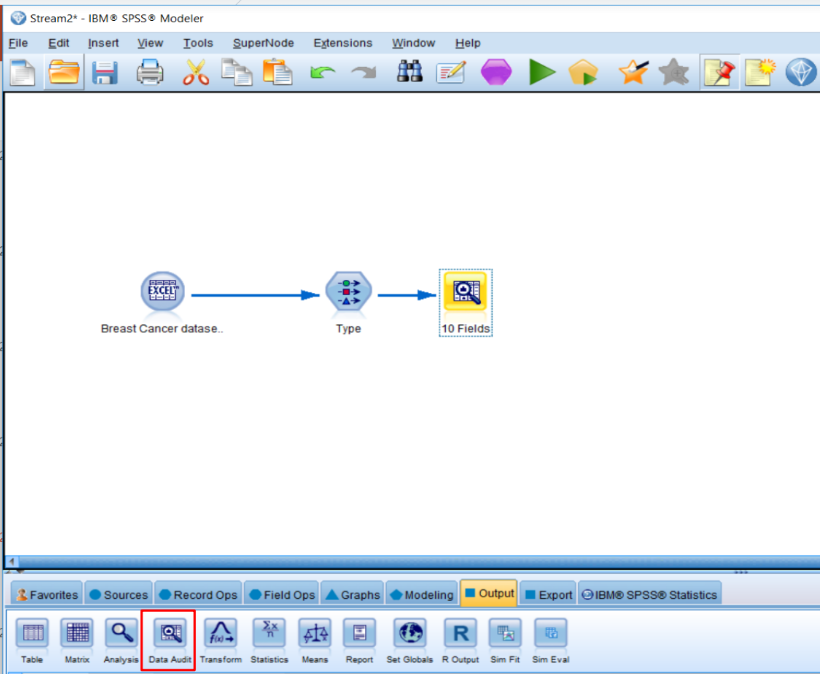 Stream2* - IBM® SPSS® Modeler
File Edit Insert View Tools SuperNode Extensions Window Help
EXCEL™
Breast Cancer datase..
Type
10 Fields
Favorites Sources Record Ops Field Ops Graphs Modeling Output Export IBM® SPSS® Statistics
f(x)
Σx
n
R
Table Matrix Analysis Data Audit Transform Statistics Means Report Set Globals R Output Sim Fit Sim Eval